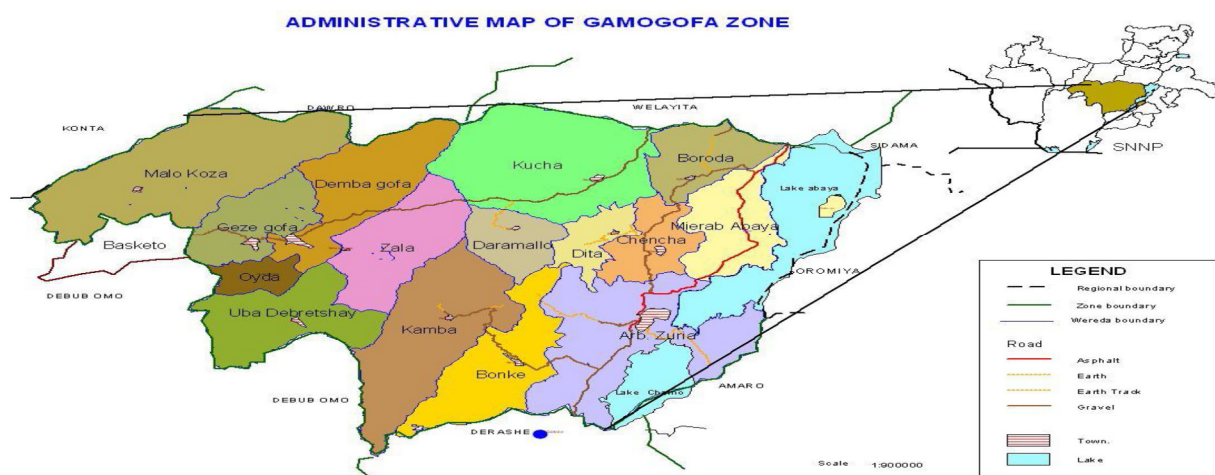 ADMINISTRATIVE MAP OF GAMOGOFA ZONE
DAWRO
WELAYITA
KONTA
SIDAMA
SNNP
Kucha
Boroda
Malo Koza
Demba gofa
Lake abaya
Geze gofa
Mierab Abaya
Basketo
Zala
Daramallo
Chencha
Dita
Oyda
OROMIYA
DEBUB OMO
Uba Debretshay
Kamba
Arb. Zuria
Bonke
Lake Chamo
AMARO
DEBUB OMO
DERASHE
LEGEND
Regional boundary
Zone boundary
Wereda boundary
Road
Asphalt
Earth
Earth Track
Gravel
Town.
Lake
Scale 1:900000